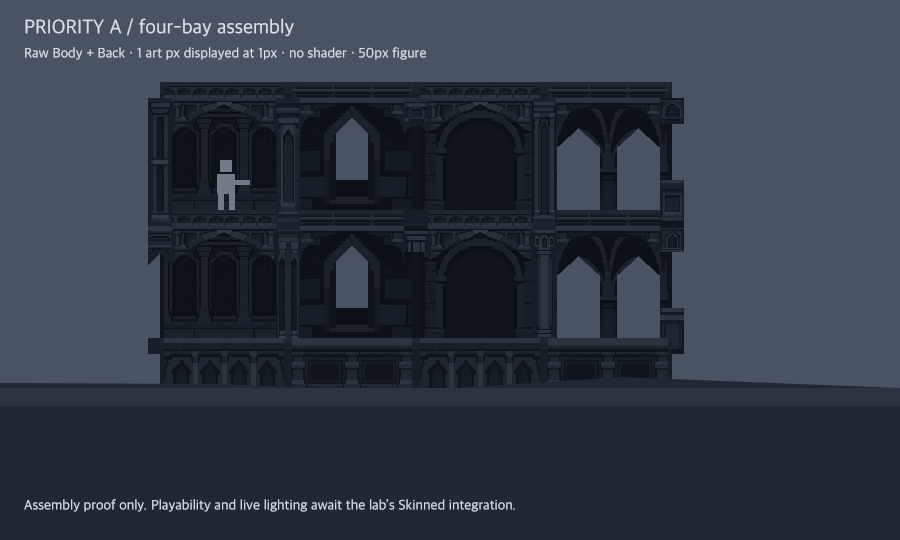 PRIORITY A / four-bay assembly
Raw Body + Back · 1 art px displayed at 1px · no shader · 50px figure
Assembly proof only. Playability and live lighting await the lab's Skinned integration.